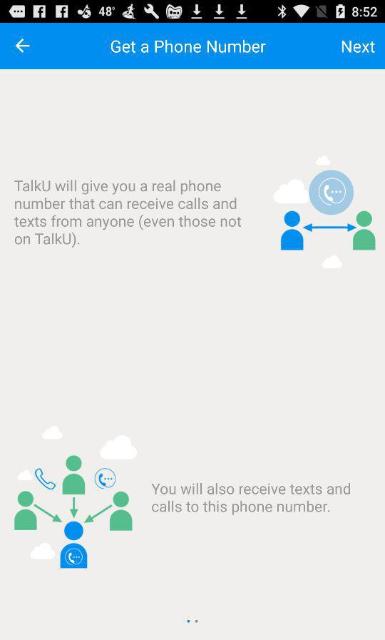 48° 8:52
Get a Phone Number Next
TalkU will give you a real phone
number that can receive calls and
texts from anyone (even those not
on TalkU).
You will also receive texts and
calls to this phone number.